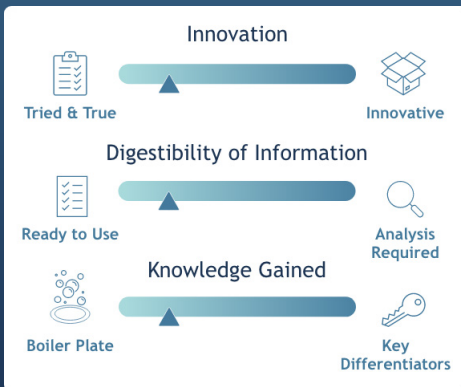 Innovation
Tried & True
Innovative
Digestibility of Information
Ready to Use
Analysis
Required
Knowledge Gained
Boiler Plate
Key
Differentiators